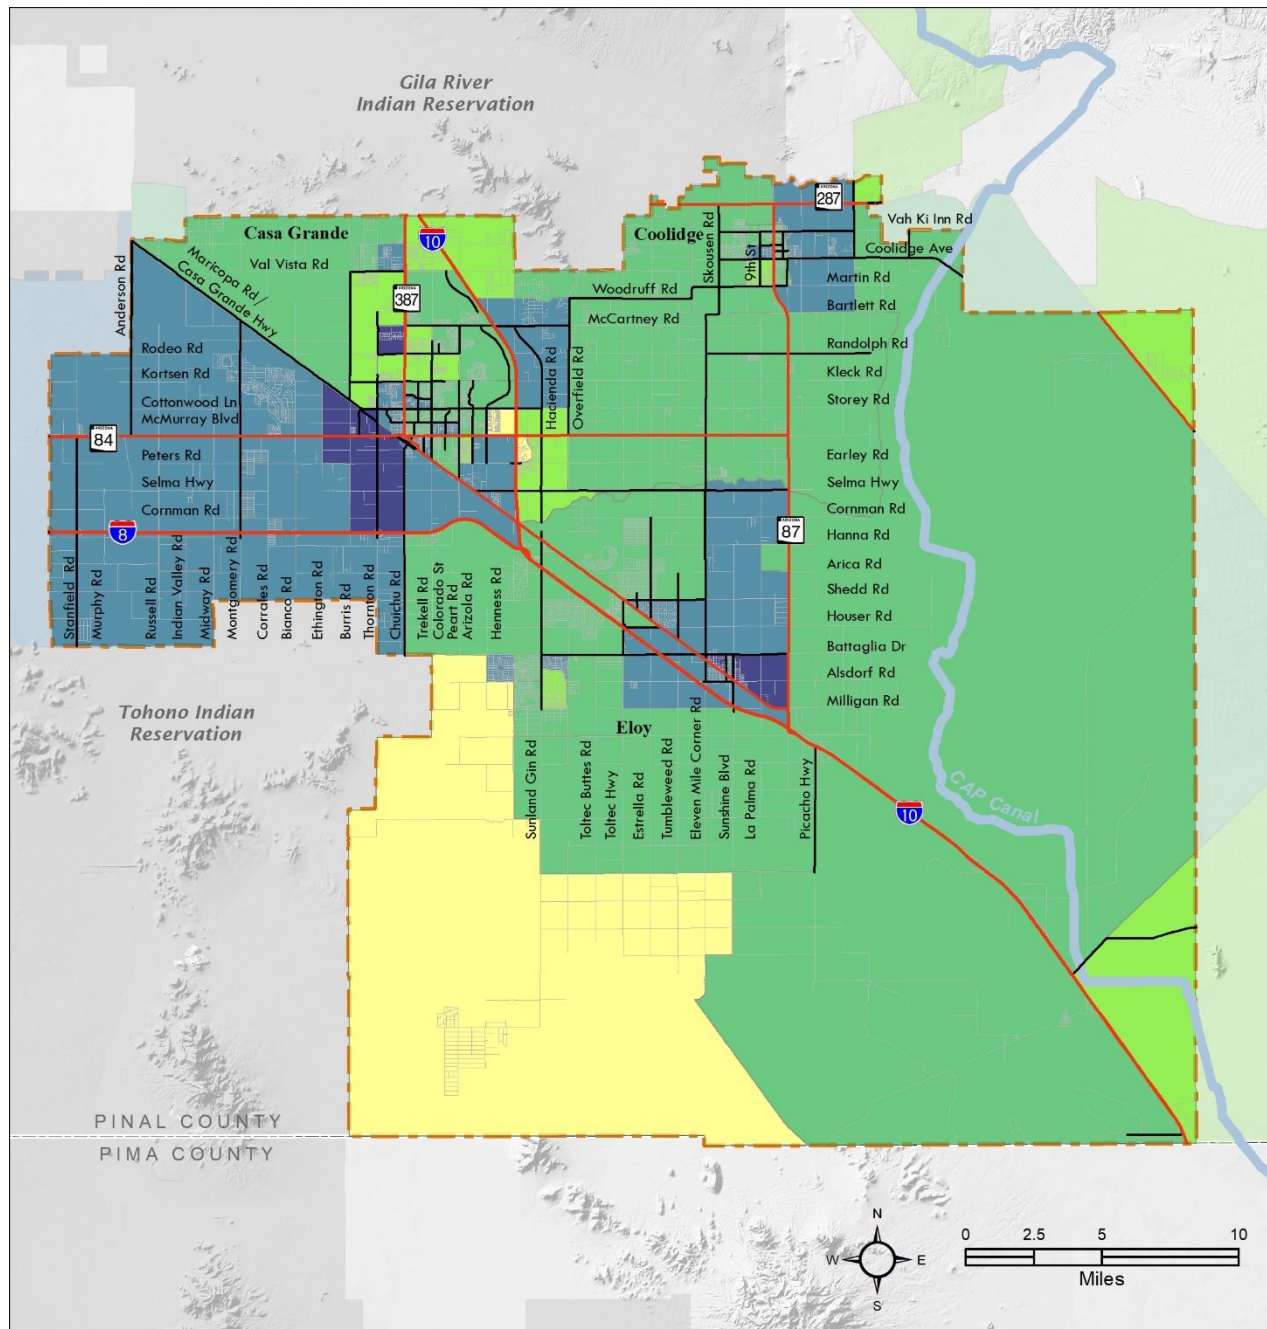 Gila River
Indian Reservation
ARIZONA
287
Vah Ki Inn Rd
Casa Grande
10
Coolidge
Skousen Rd
9th St
Coolidge Ave
Val Vista Rd
Maricopa Rd/
Casa Grande Hwy
Anderson Rd
ARIZONA
387
Woodruff Rd
Martin Rd
McCartney Rd
Bartlett Rd
Rodeo Rd
Kortsen Rd
Cottonwood Ln
McMurray Blvd
Hacienda Rd
Overfield Rd
Randolph Rd
Kleck Rd
Storey Rd
ARIZONA
84
Peters Rd
Selma Hwy
Cornman Rd
Earley Rd
Selma Hwy
Cornman Rd
Hanna Rd
Arica Rd
Shedd Rd
Houser Rd
Battaglia Dr
Alsdorf Rd
Milligan Rd
8
ARIZONA
87
Stanfield Rd
Murphy Rd
Russell Rd
Indian Valley Rd
Midway Rd
Montgomery Rd
Corrales Rd
Bianco Rd
Ethington Rd
Burris Rd
Thornton Rd
Chuichu Rd
Trekell Rd
Colorado St
Peart Rd
Arizola Rd
Henness Rd
Tohono Indian
Reservation
Eloy
Sunland Gin Rd
Toltec Buttes Rd
Toltec Hwy
Estrella Rd
Tumbleweed Rd
Eleven Mile Corner Rd
Sunshine Blvd
La Palma Rd
Picacho Hwy
10
CAP Canal
PINAL COUNTY
PIMA COUNTY
N
W
E
S
0 2.5 5 10
Miles